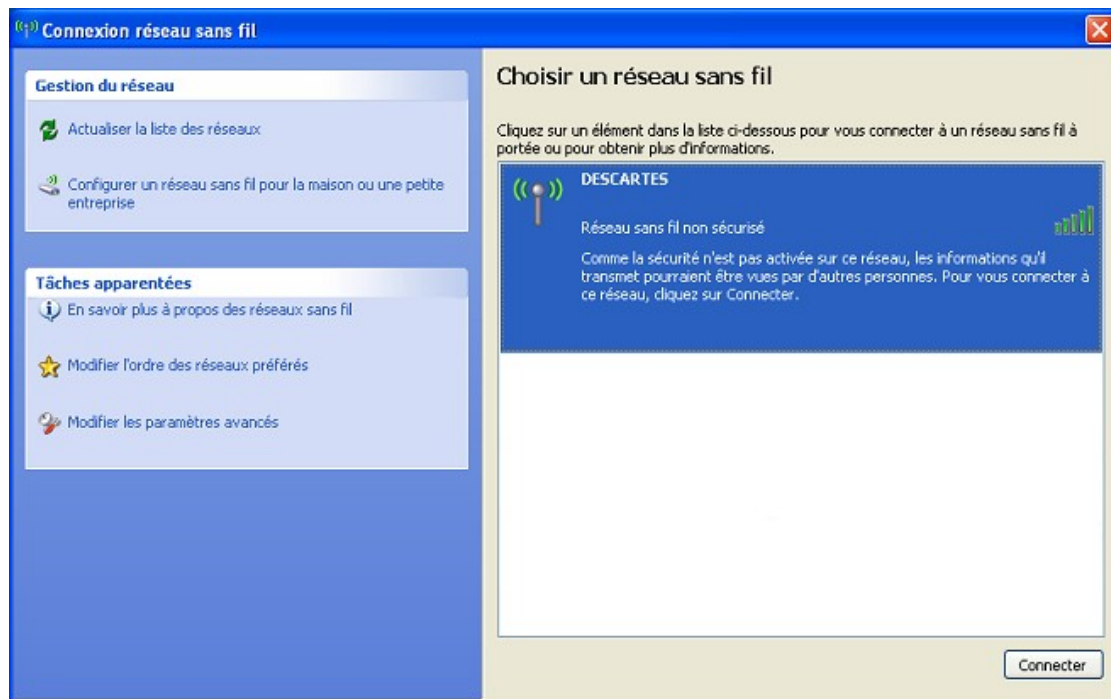 Connexion réseau sans fil
Gestion du réseau
Actualiser la liste des réseaux
Configurer un réseau sans fil pour la maison ou une petite
entreprise
Tâches apparentées
En savoir plus à propos des réseaux sans fil
Modifier l'ordre des réseaux préférés
Modifier les paramètres avancés
Choisir un réseau sans fil
Cliquez sur un élément dans la liste ci-dessous pour vous connecter à un réseau sans fil à
portée ou pour obtenir plus d'informations.
DESCARTES
Réseau sans fil non sécurisé
Comme la sécurité n'est pas activée sur ce réseau, les informations qu'il
transmet pourraient être vues par d'autres personnes. Pour vous connecter à
ce réseau, cliquez sur Connecter.
Connecter